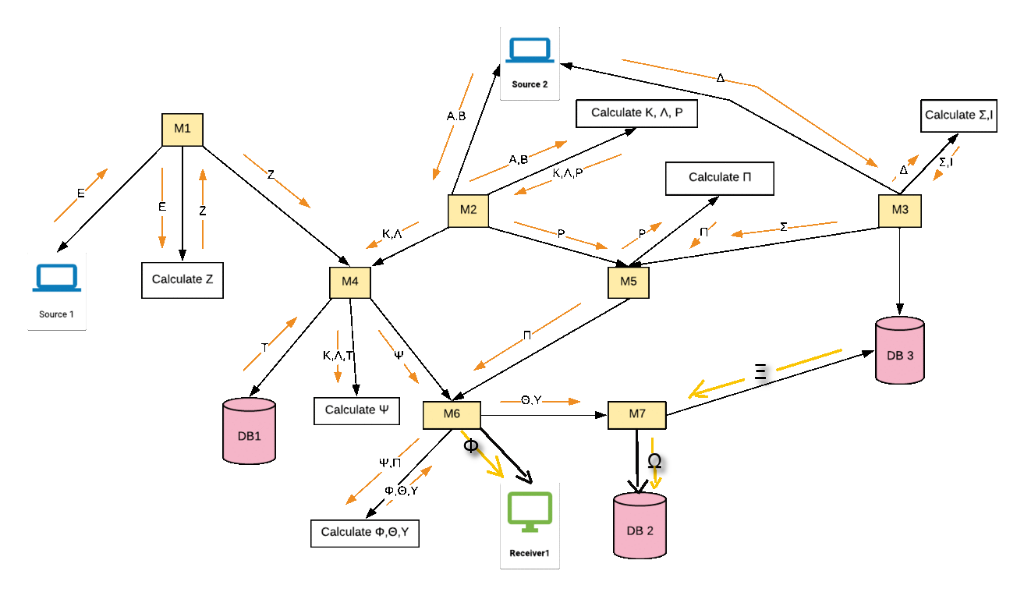 Source 2
Δ
A,B
Calculate K, Λ, P
Calculate Σ,I
M1
A,B
K,Λ,P
Δ
Σ,I
Z
E
E
Z
Calculate Π
M2
M3
K,Λ
P
P
Π
Σ
Calculate Z
M4
M5
Source 1
T
K,Λ,T
Ψ
Π
DB 3
Ξ
Calculate Ψ
M6
Θ,Y
M7
DB1
Φ
Ψ,Π
Ω
Φ,Θ,Y
Calculate Φ,Θ,Y
DB 2
Receiver1